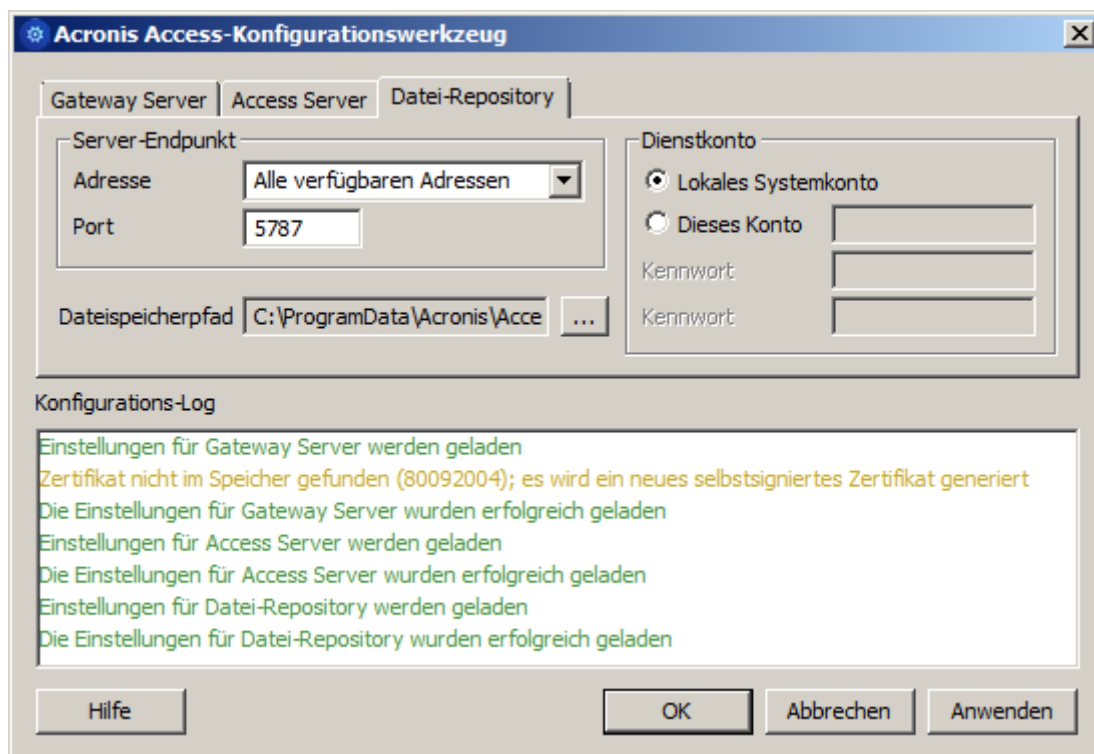 Acronis Access-Konfigurationswerkzeug
Gateway Server
Access Server
Datei-Repository
Server-Endpunkt
Adresse
Alle verfügbaren Adressen
Port
5787
Dateispeicherpfad
C:\ProgramData\Acronis\Acce
...
Dienstkonto
Lokales Systemkonto
Dieses Konto
Kennwort
Kennwort
Konfigurations-Log
Einstellungen für Gateway Server werden geladen
Zertifikat nicht im Speicher gefunden (80092004); es wird ein neues selbstsigniertes Zertifikat generiert
Die Einstellungen für Gateway Server wurden erfolgreich geladen
Einstellungen für Access Server werden geladen
Die Einstellungen für Access Server wurden erfolgreich geladen
Einstellungen für Datei-Repository werden geladen
Die Einstellungen für Datei-Repository wurden erfolgreich geladen
Hilfe
OK
Abbrechen
Anwenden